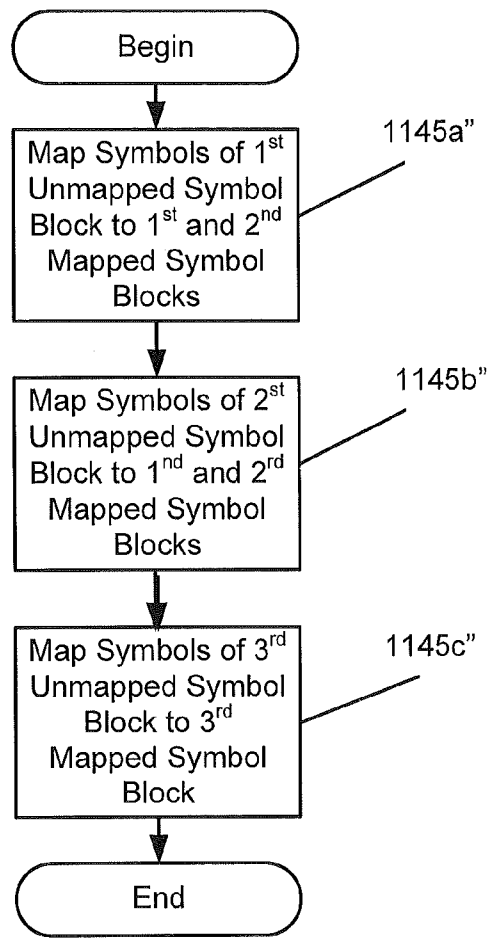 Begin
1145a”
Map Symbols of 1st
Unmapped Symbol
Block to 1st and 2nd
Mapped Symbol
Blocks
1145b”
Map Symbols of 2st
Unmapped Symbol
Block to 1nd and 2rd
Mapped Symbol
Blocks
1145c”
Map Symbols of 3rd
Unmapped Symbol
Block to 3rd
Mapped Symbol
Block
End